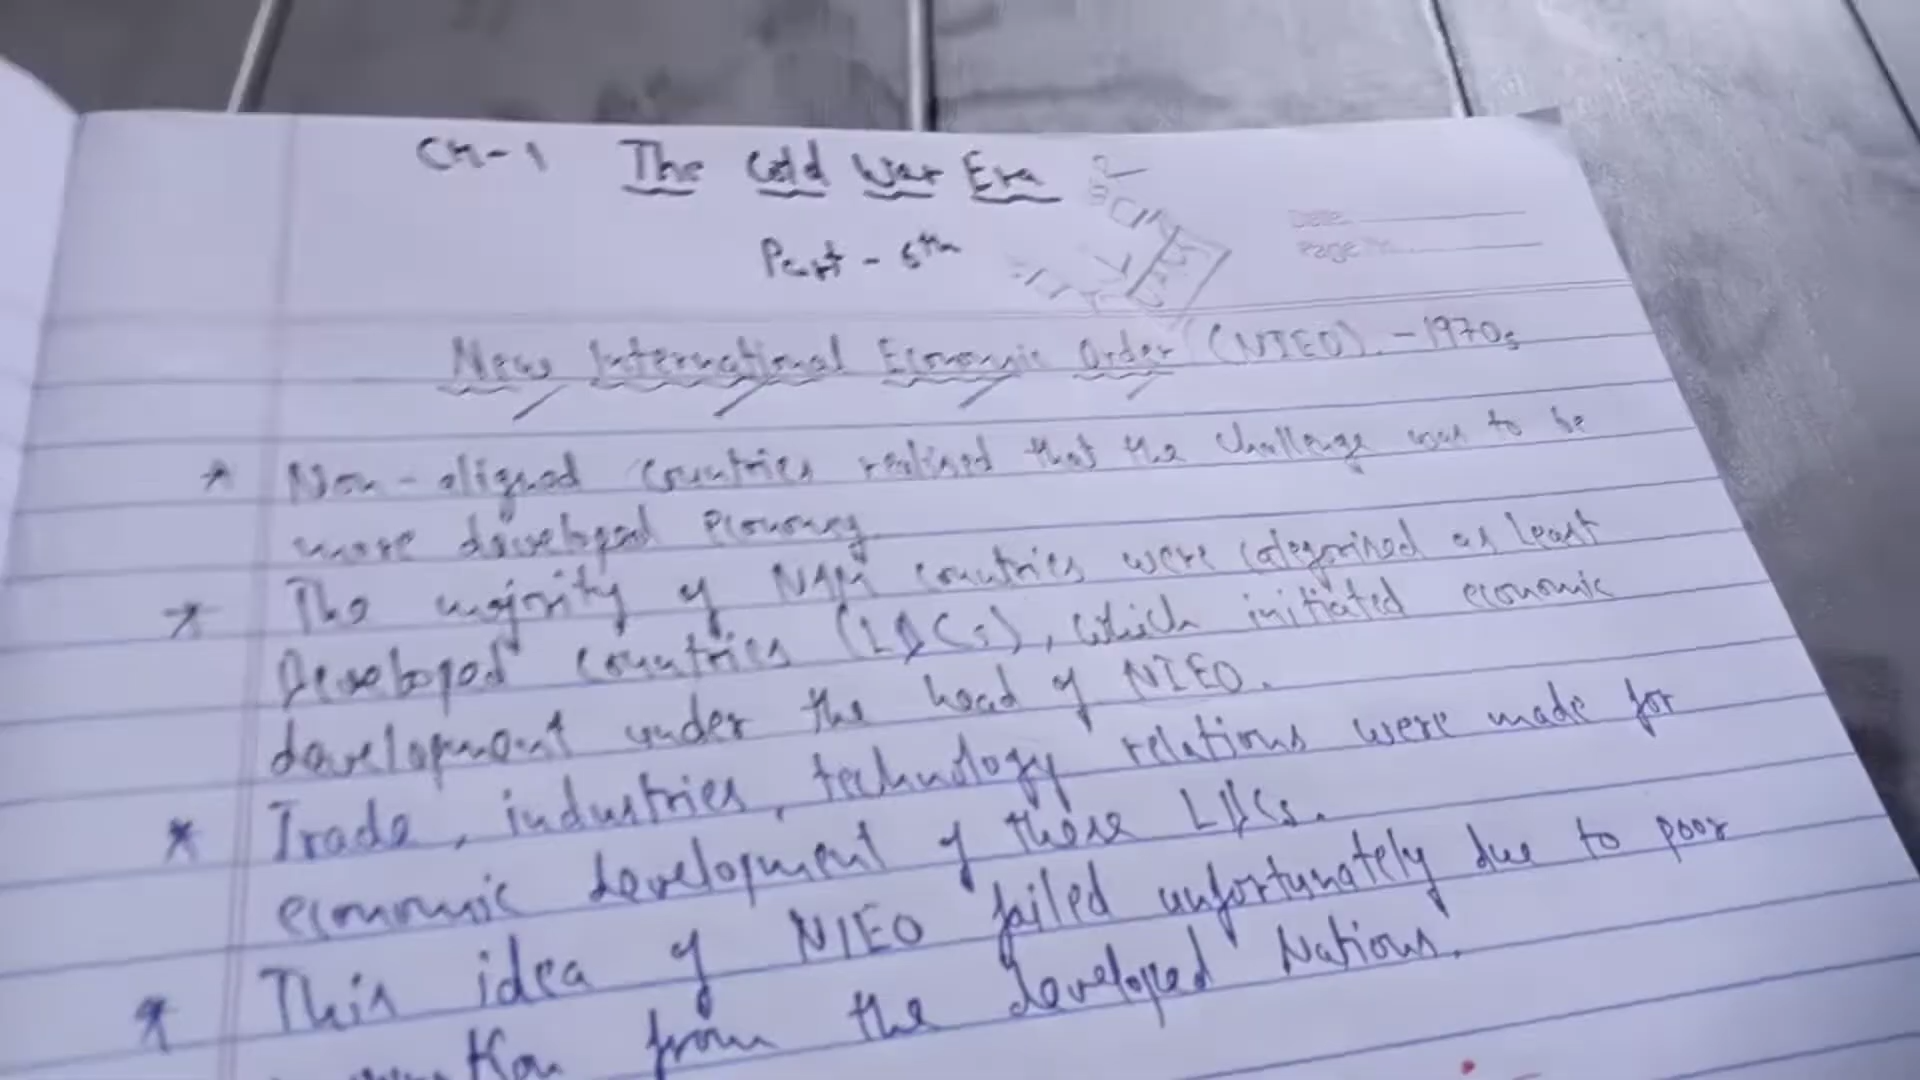 CH-1 The Cold War Era
Part - 5th
Date
Page No.
New International Economic Order (NIEO). - 1970s
* Non-aligned countries realised that the challenge was to be
more developed economy.
* The majority of NAM countries were categorised as Least
Developed countries (LDCs), which initiated economic
development under the head of NIEO.
* Trade, industries, technology relations were made for
economic development of these LDCs.
* This idea of NIEO failed unfortunately due to poor
from the developed Nations.